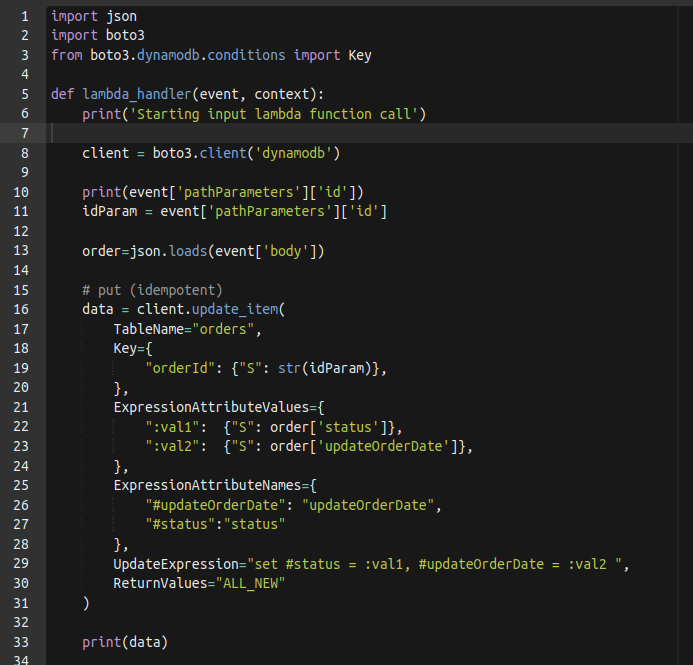 1 import json
2 import boto3
3 from boto3.dynamodb.conditions import Key
4
5 def lambda_handler(event, context):
6     print('Starting input lambda function call')
7
8     client = boto3.client('dynamodb')
9
10     print(event['pathParameters']['id'])
11     idParam = event['pathParameters']['id']
12
13     order=json.loads(event['body'])
14
15     # put (idempotent)
16     data = client.update_item(
17         TableName="orders",
18         Key={
19             "orderId": {"S": str(idParam)},
20         },
21         ExpressionAttributeValues={
22             ":val1":  {"S": order['status']},
23             ":val2":  {"S": order['updateOrderDate']},
24         },
25         ExpressionAttributeNames={
26             "#updateOrderDate": "updateOrderDate",
27             "#status":"status"
28         },
29         UpdateExpression="set #status = :val1, #updateOrderDate = :val2 ",
30         ReturnValues="ALL_NEW"
31     )
32
33     print(data)
34